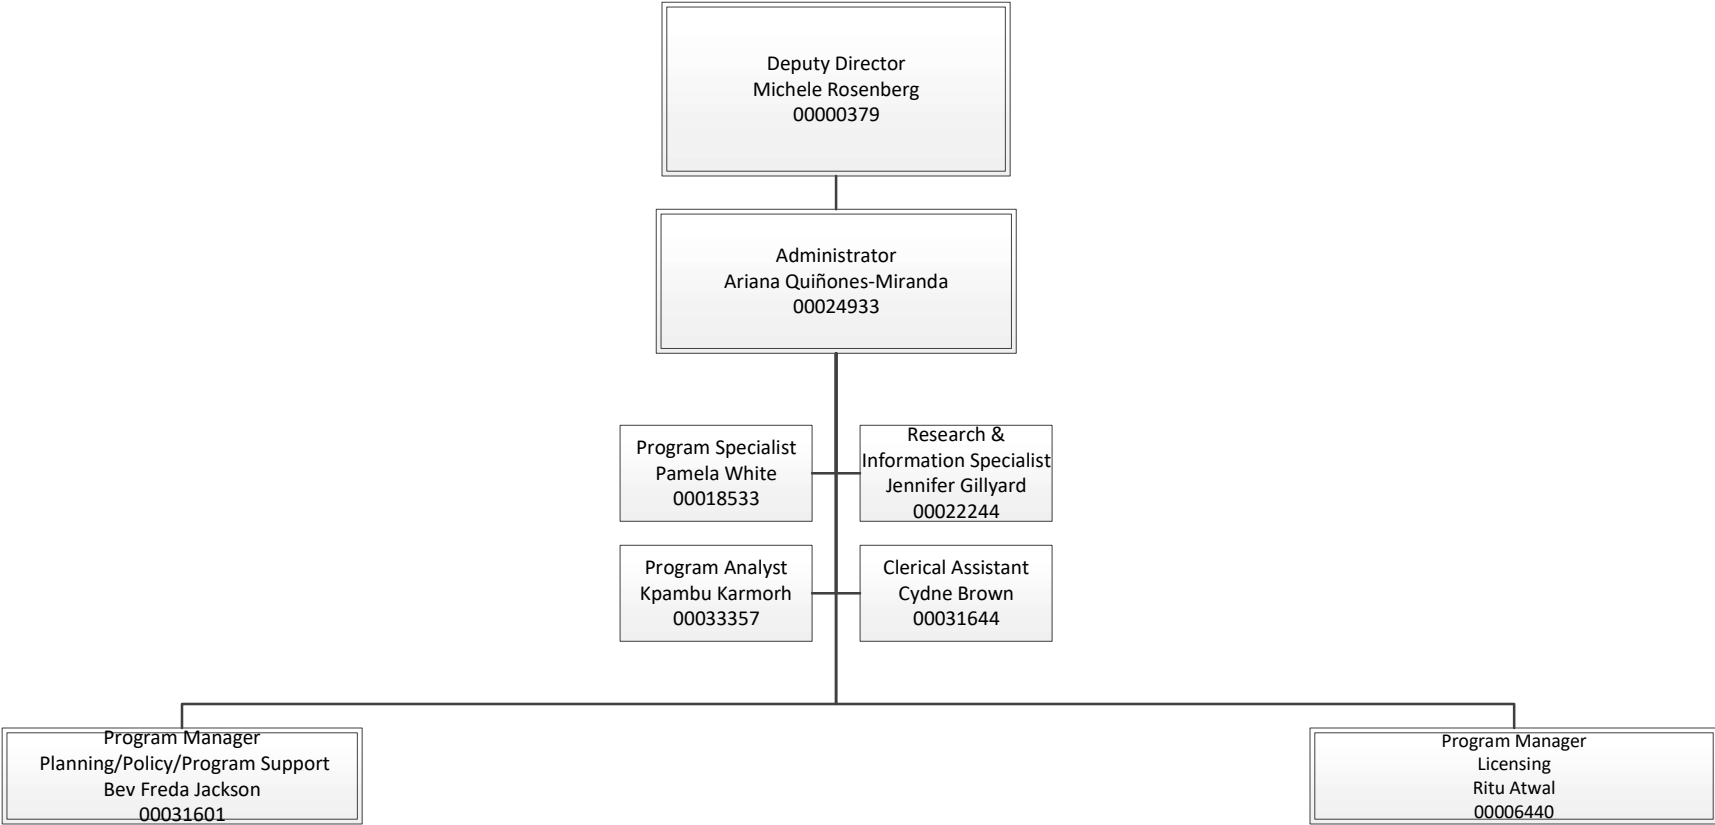 Deputy Director
Michele Rosenberg
00000379
Administrator
Ariana Quiñones-Miranda
00024933
Program Specialist
Pamela White
00018533
Research &
Information Specialist
Jennifer Gillyard
00022244
Program Analyst
Kpambu Karmorh
00033357
Clerical Assistant
Cydne Brown
00031644
Program Manager
Planning/Policy/Program Support
Bev Freda Jackson
00031601
Program Manager
Licensing
Ritu Atwal
00006440